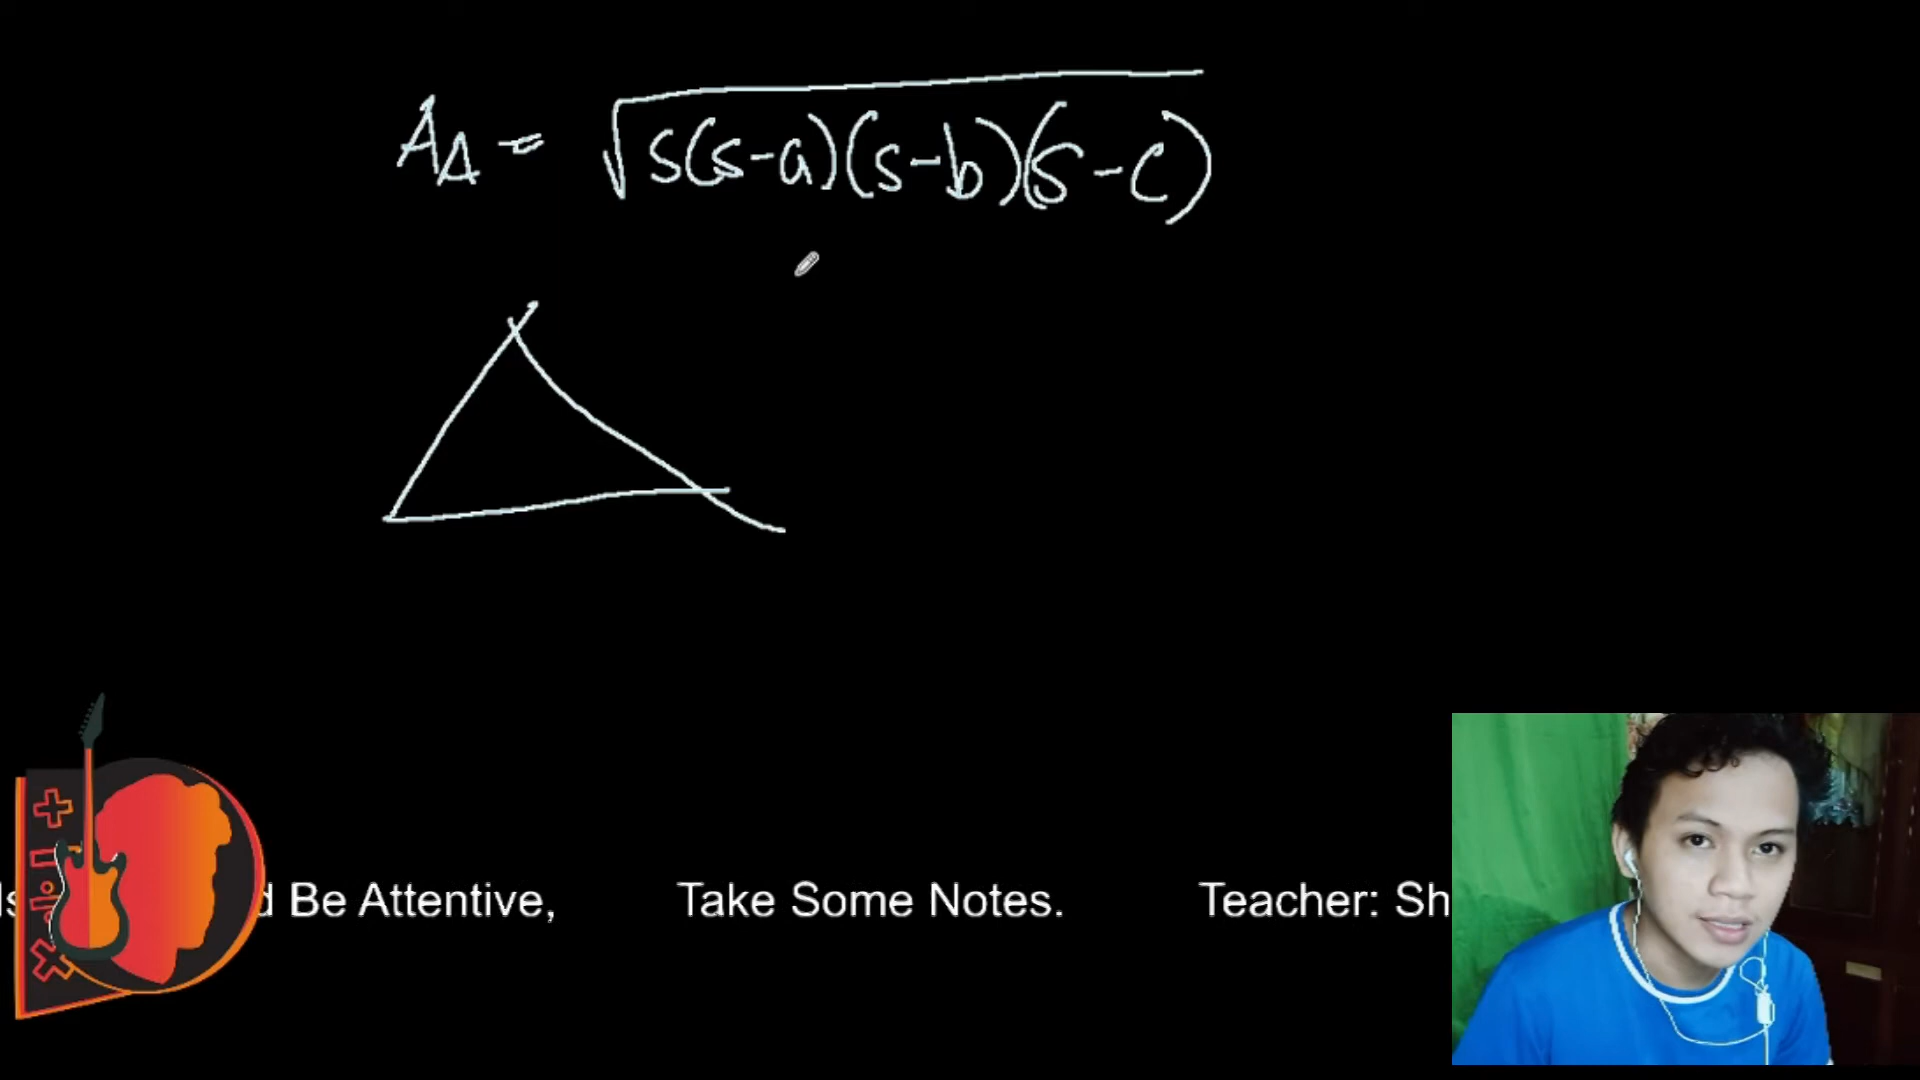 A△ = √s(s-a)(s-b)(s-c)
d Be Attentive, Take Some Notes. Teacher: Sh